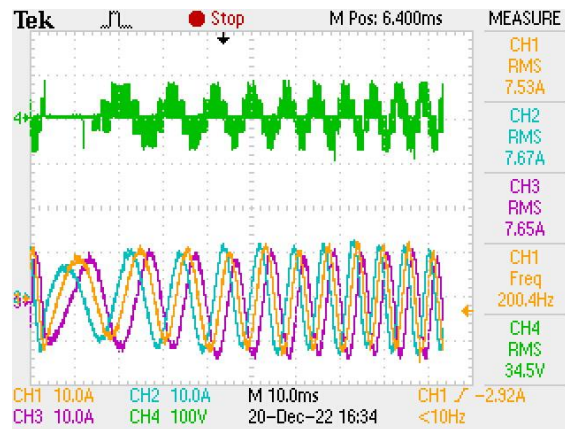 Tek Stop M Pos: 6.400ms MEASURE
CH1
RMS
7.53A
CH2
RMS
7.67A
CH3
RMS
7.65A
CH1
Freq
200.4Hz
CH4
RMS
34.5V
4
3
CH1 10.0A CH2 10.0A M 10.0ms CH1 -2.92A
CH3 10.0A CH4 100V 20-Dec-22 16:34 <10Hz